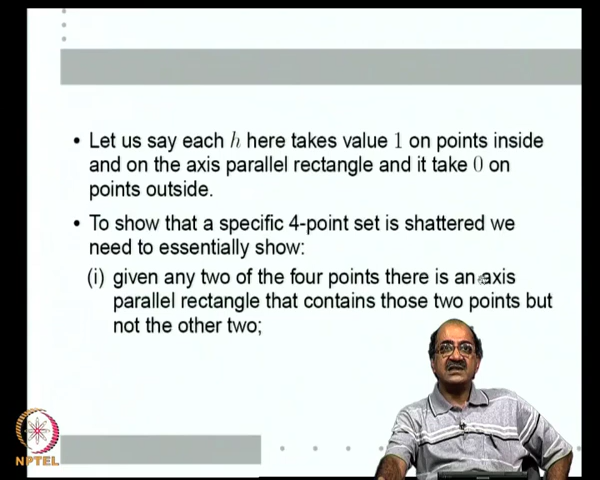 • Let us say each h here takes value 1 on points inside
and on the axis parallel rectangle and it take 0 on
points outside.
• To show that a specific 4-point set is shattered we
need to essentially show:
(i) given any two of the four points there is an axis
parallel rectangle that contains those two points but
not the other two;
NPTEL